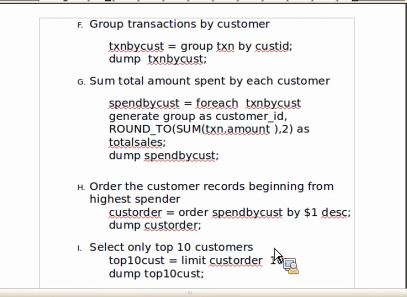 F. Group transactions by customer
txnbycust = group txn by custid;
dump txnbycust;
G. Sum total amount spent by each customer
spendbycust = foreach txnbycust
generate group as customer_id,
ROUND_TO(SUM(txn.amount ),2) as
totalsales;
dump spendbycust;
H. Order the customer records beginning from
highest spender
custorder = order spendbycust by $1 desc;
dump custorder;
I. Select only top 10 customers
top10cust = limit custorder
dump top10cust;